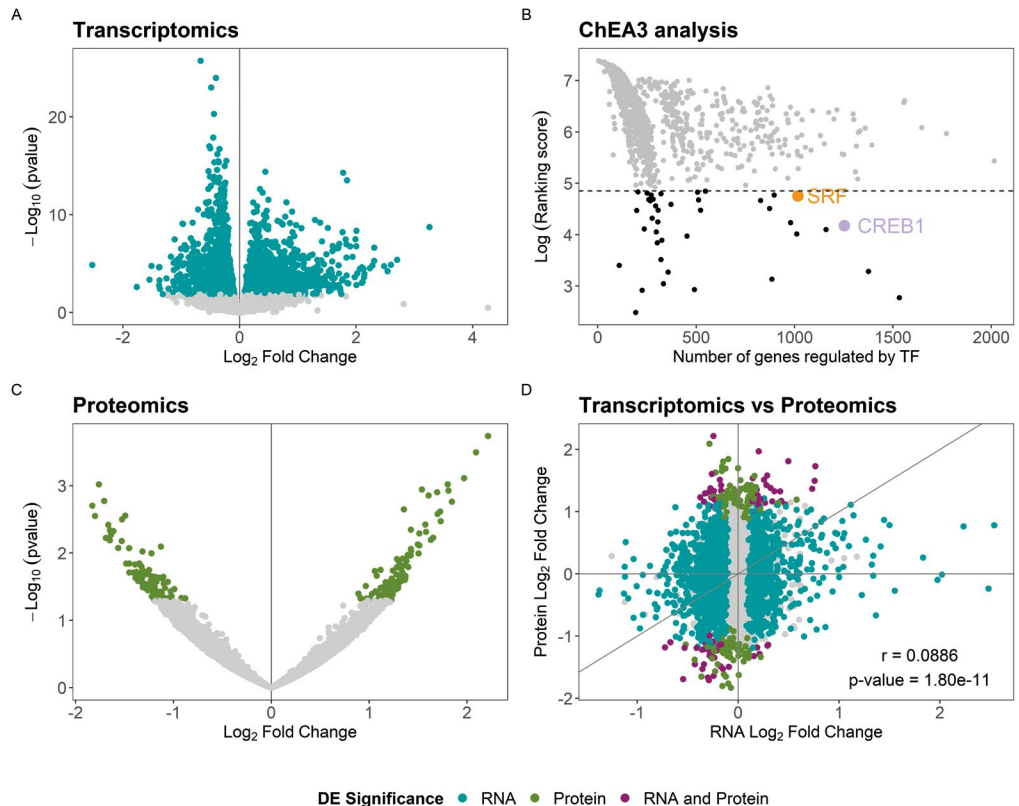 A
Transcriptomics
−Log10 (pvalue)
20
10
0
-2
0
2
4
Log2 Fold Change
B
ChEA3 analysis
Log (Ranking score)
7
6
5
4
3
SRF
CREB1
0
500
1000
1500
2000
Number of genes regulated by TF
C
Proteomics
−Log10 (pvalue)
3
2
1
0
-2
-1
0
1
2
Log2 Fold Change
D
Transcriptomics vs Proteomics
Protein Log2 Fold Change
2
1
0
-1
-2
r = 0.0886
p-value = 1.80e-11
-1
0
1
2
RNA Log2 Fold Change
DE Significance RNA Protein RNA and Protein